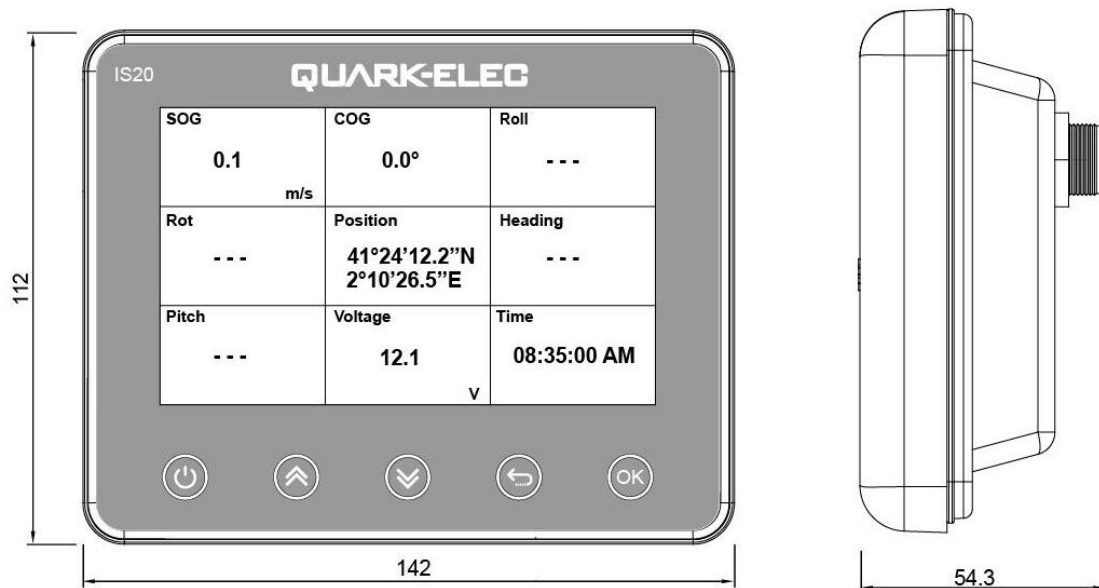 IS20
QUARK-ELEC
SOG
0.1
m/s
COG
0.0°
Roll
- - -
Rot
- - -
Position
41°24’12.2”N
2°10’26.5”E
Heading
- - -
Pitch
- - -
Voltage
12.1
V
Time
08:35:00 AM
OK
112
142
54.3